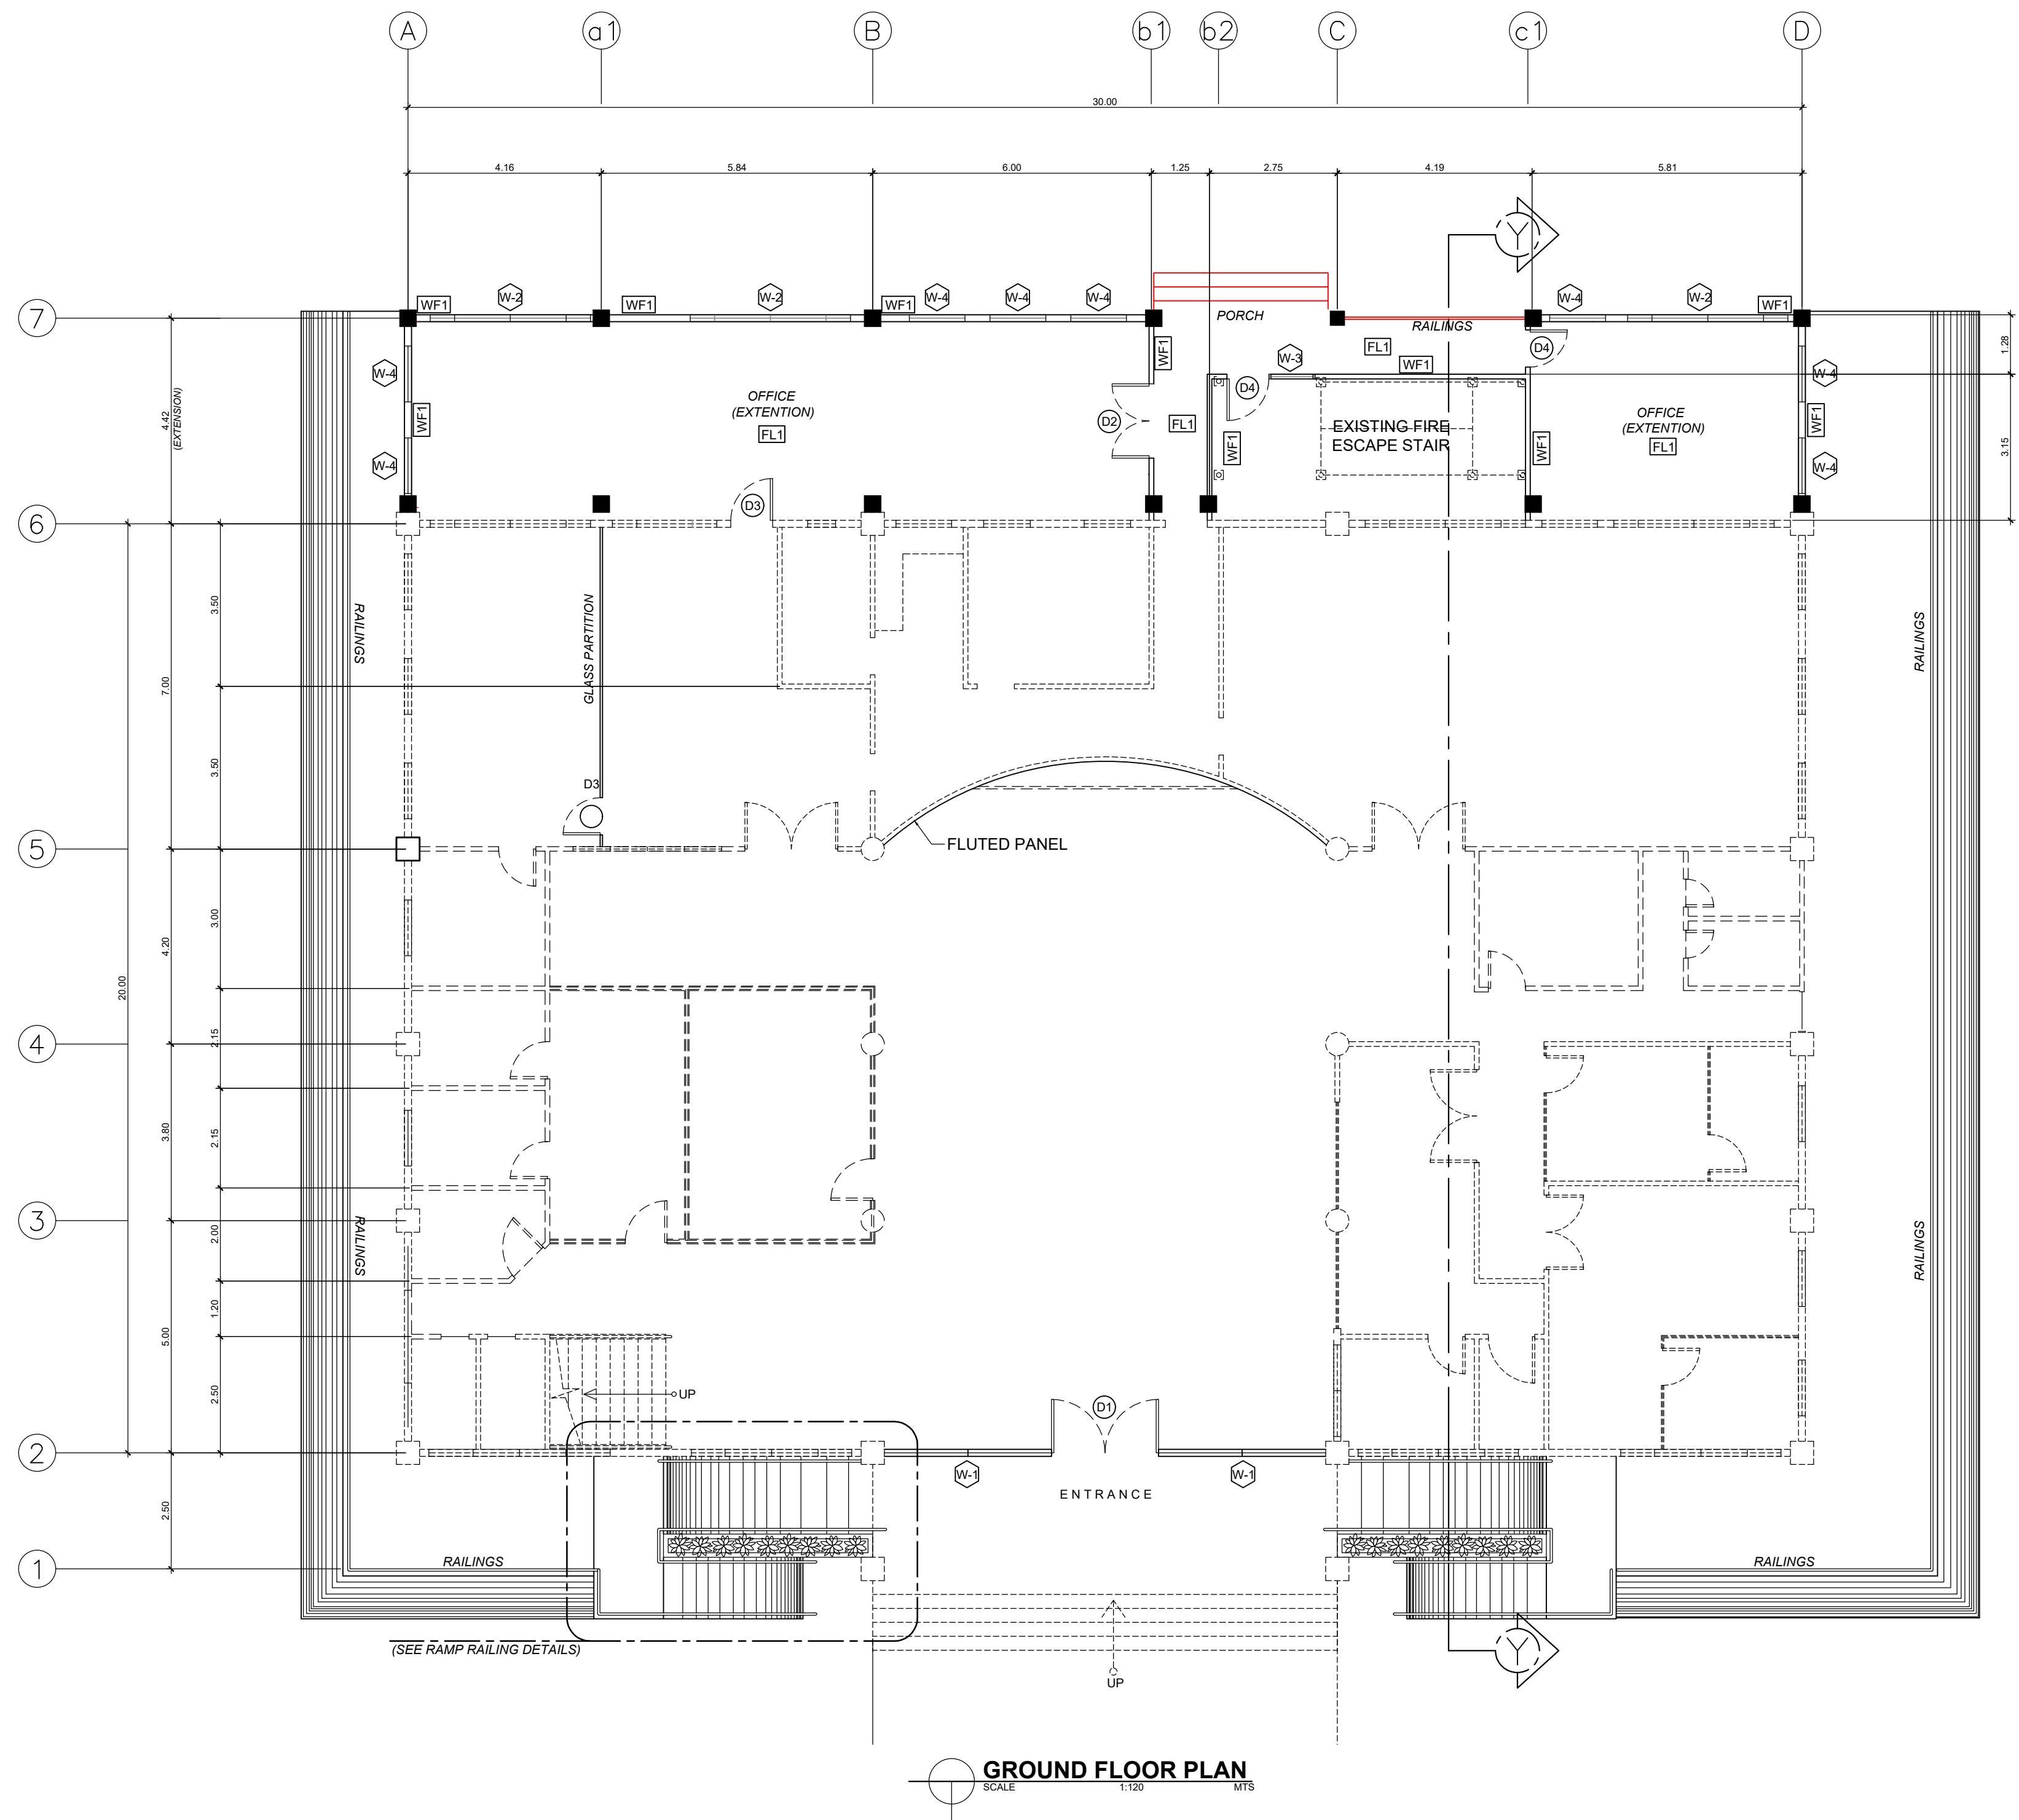 A a1 B b1 b2 C c1 D
30.00
4.16 5.84 6.00 1.25 2.75 4.19 5.81
Y
7
WF1 W-2 WF1 W-2 WF1 W-4 W-4 W-4
PORCH
RAILINGS
W-4 W-2 WF1
FL1
W-3
WF1
D4
1.28
W-4
WF1
W-4
4.42
(EXTENSION)
OFFICE
(EXTENTION)
FL1
WF1
D2
FL1
D4
WF1
EXISTING FIRE
ESCAPE STAIR
WF1
OFFICE
(EXTENTION)
FL1
W-4
WF1
W-4
3.15
D3
6
3.50
RAILINGS
GLASS PARTITION
RAILINGS
7.00
3.50
D3
5
FLUTED PANEL
3.00
4.20
20.00
4
2.15
3.80
2.15
3
2.00
RAILINGS
RAILINGS
1.20
5.00
2.50
UP
D1
2
W-1
W-1
ENTRANCE
2.50
1
RAILINGS
RAILINGS
(SEE RAMP RAILING DETAILS)
UP
Y
GROUND FLOOR PLAN
SCALE 1:120 MTS